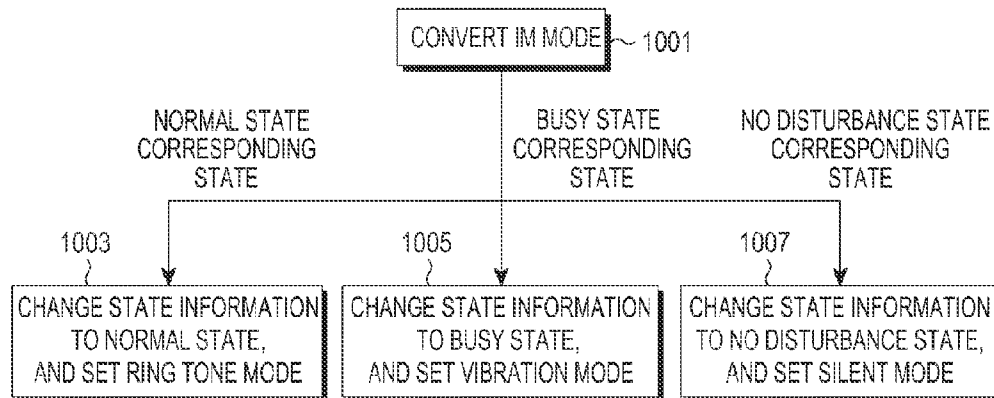 CONVERT IM MODE
1001
NORMAL STATE
CORRESPONDING
STATE
BUSY STATE
CORRESPONDING
STATE
NO DISTURBANCE STATE
CORRESPONDING
STATE
1003
CHANGE STATE INFORMATION
TO NORMAL STATE,
AND SET RING TONE MODE
1005
CHANGE STATE INFORMATION
TO BUSY STATE,
AND SET VIBRATION MODE
1007
CHANGE STATE INFORMATION
TO NO DISTURBANCE STATE,
AND SET SILENT MODE